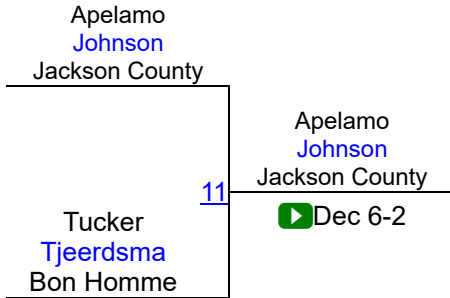 Apelamo
Johnson
Jackson County
Apelamo
Johnson
Jackson County
11
Dec 6-2
Tucker
Tjeerdsma
Bon Homme